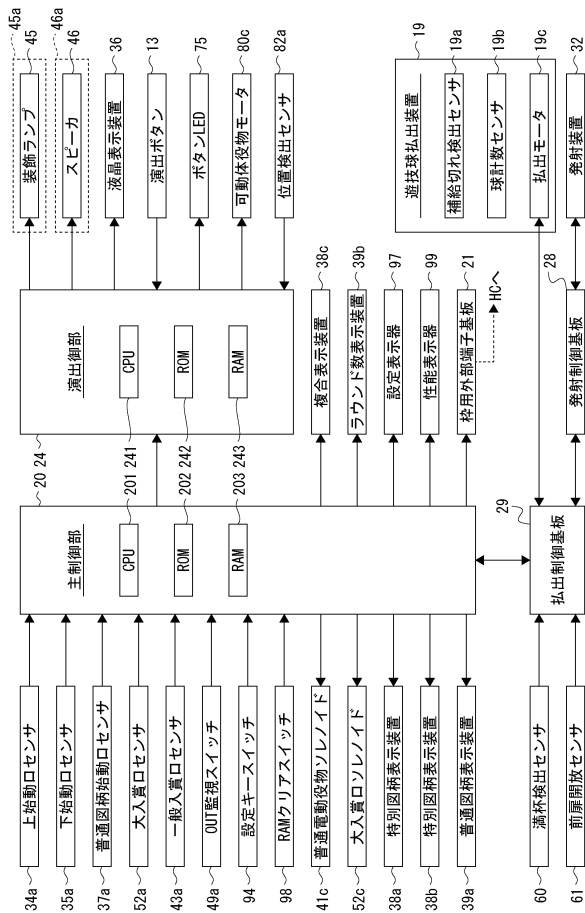 34a 上始動口センサ
35a 下始動口センサ
37a 普通図柄始動口センサ
52a 大入賞口センサ
43a 一般入賞口センサ
49a OUT監視スイッチ
94 設定キースイッチ
98 RAMクリアスイッチ
41c 普通電動役物ソレノイド
52c 大入賞口ソレノイド
38a 特別図柄表示装置
38b 特別図柄表示装置
39a 普通図柄表示装置
60 満杯検出センサ
61 前扉開放センサ
20
主制御部
CPU 201
ROM 202
RAM 203
29
払出制御基板
24
演出御部
CPU 241
ROM 242
RAM 243
複合表示装置 38c
ラウンド数表示装置 39b
設定表示器 97
性能表示器 99
枠用外部端子基板 21
HCへ
28
発射制御基板
45a
装飾ランプ 45
46a
スピーカ 46
液晶表示装置 36
演出ボタン 13
ボタンLED 75
可動体役物モータ 80c
位置検出センサ 82a
19
遊技球払出装置
補給切れ検出センサ 19a
球計数センサ 19b
払出モータ 19c
発射装置 32